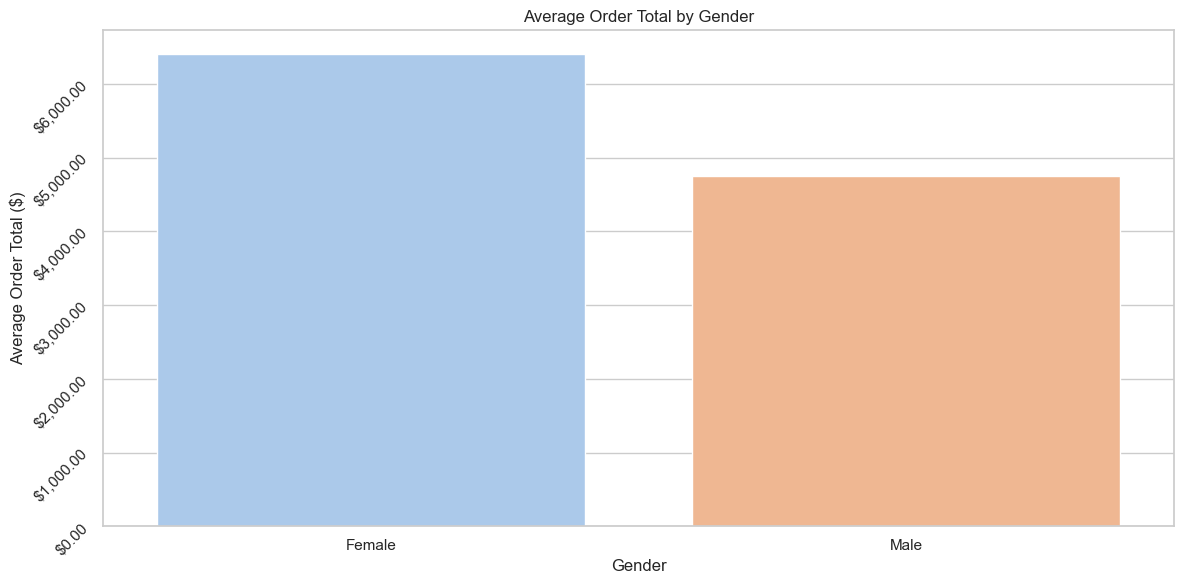 Average Order Total by Gender
Average Order Total ($)
$6,000.00
$5,000.00
$4,000.00
$3,000.00
$2,000.00
$1,000.00
$0.00
Female
Male
Gender